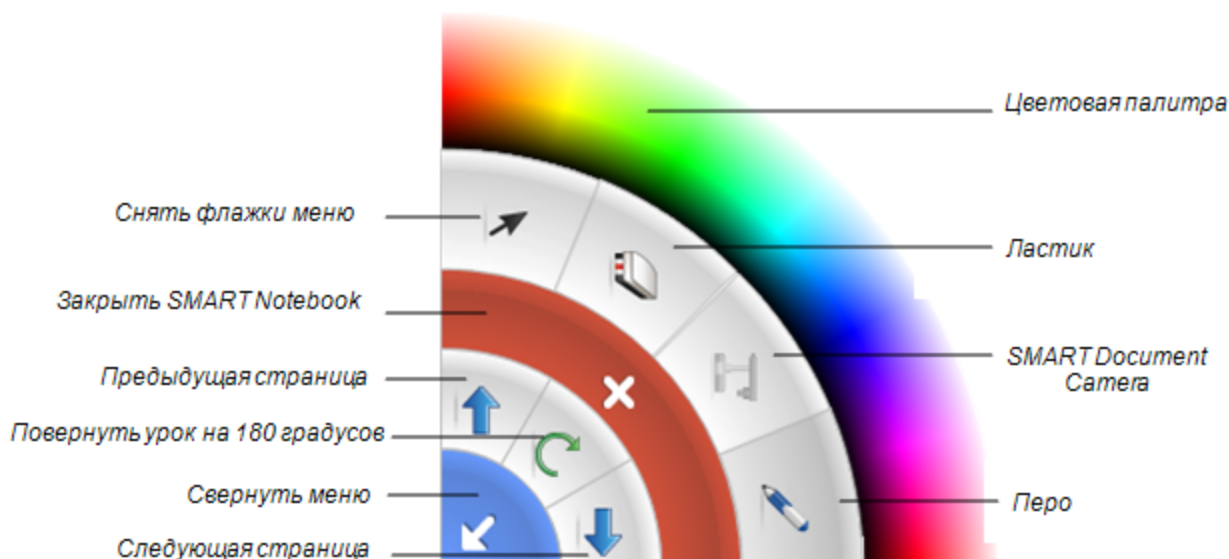 Цветовая палитра
Снять флажки меню
Ластик
Закрыть SMART Notebook
SMART Document
Camera
Предыдущая страница
Повернуть урок на 180 градусов
Свернуть меню
Перо
Следующая страница